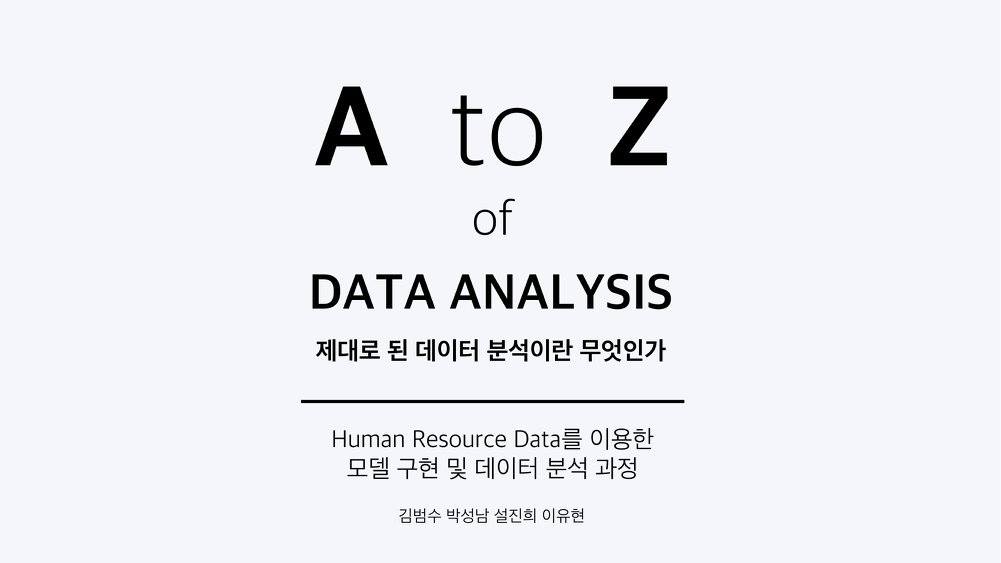 A to Z
of
DATA ANALYSIS
제대로 된 데이터 분석이란 무엇인가
Human Resource Data를 이용한
모델 구현 및 데이터 분석 과정
김범수 박성남 설진희 이유현